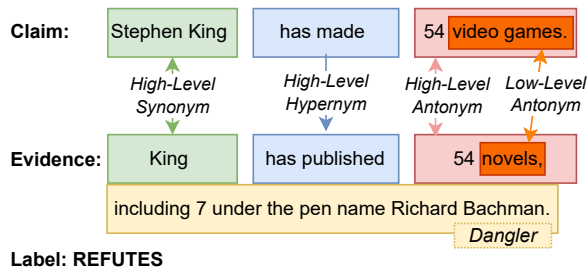 Claim: Stephen King has made 54 video games.
High-Level Synonym High-Level Hypernym High-Level Antonym Low-Level Antonym
Evidence: King has published 54 novels,
including 7 under the pen name Richard Bachman.
Dangler
Label: REFUTES